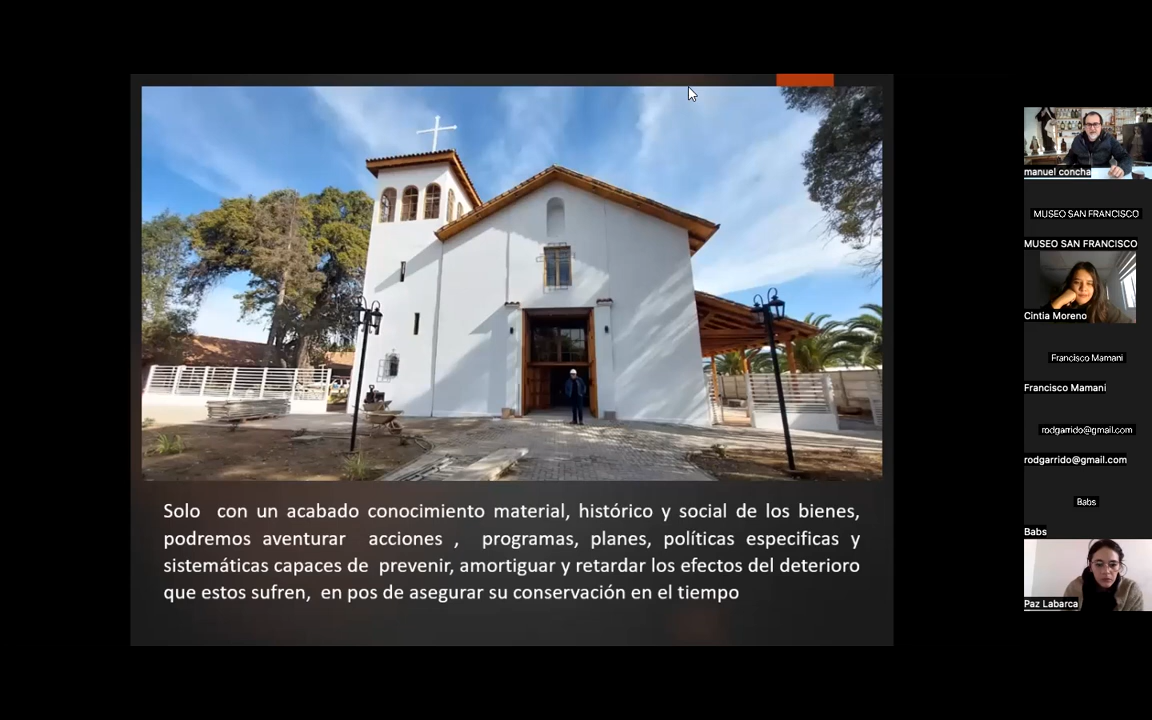 Solo con un acabado conocimiento material, histórico y social de los bienes,
podremos aventurar acciones , programas, planes, políticas especificas y
sistemáticas capaces de prevenir, amortiguar y retardar los efectos del deterioro
que estos sufren, en pos de asegurar su conservación en el tiempo
manuel concha
MUSEO SAN FRANCISCO
MUSEO SAN FRANCISCO
Cintia Moreno
Francisco Mamani
Francisco Mamani
rodgarrido@gmail.com
rodgarrido@gmail.com
Babs
Babs
Paz Labarca